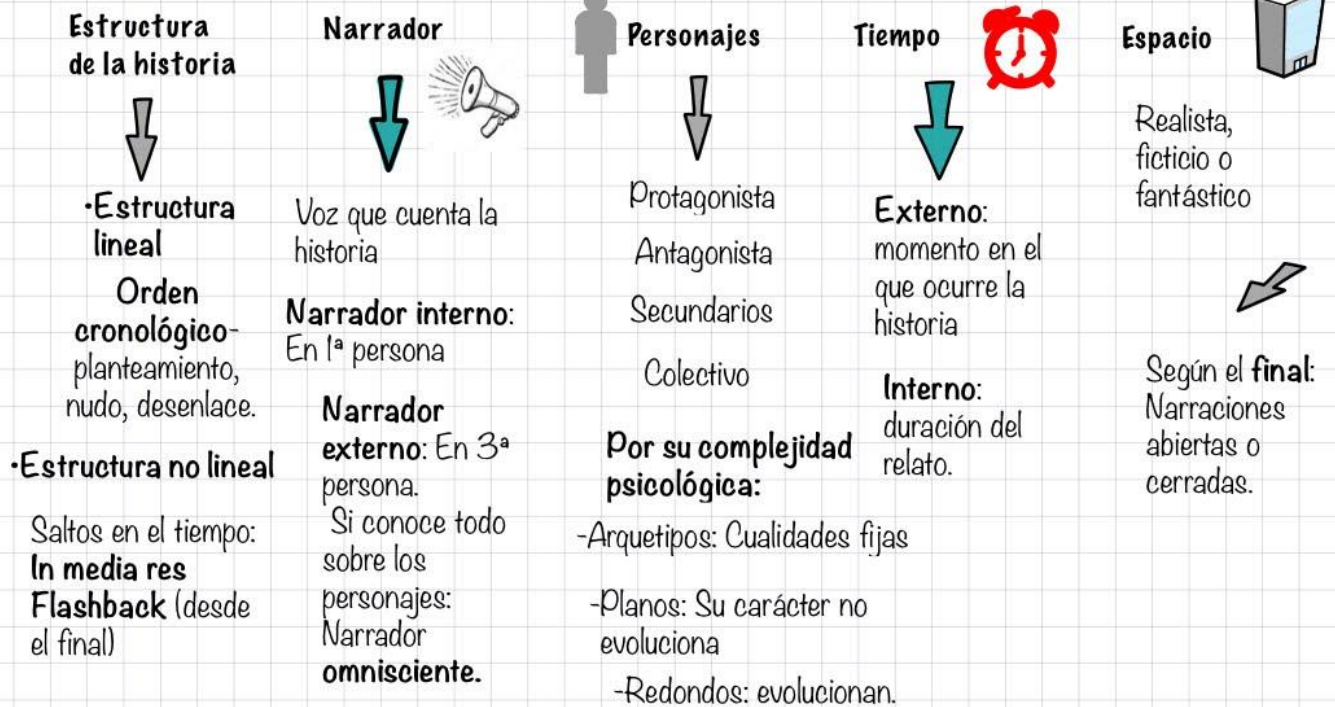 Estructura
de la historia
·Estructura
lineal
Orden
cronológico-
planteamiento,
nudo, desenlace.
·Estructura no lineal
Saltos en el tiempo:
In media res
Flashback (desde
el final)
Narrador
Voz que cuenta la
historia
Narrador interno:
En 1ª persona
Narrador
externo: En 3ª
persona.
Si conoce todo
sobre los
personajes:
Narrador
omnisciente.
Personajes
Protagonista
Antagonista
Secundarios
Colectivo
Por su complejidad
psicológica:
-Arquetipos: Cualidades fijas
-Planos: Su carácter no
evoluciona
-Redondos: evolucionan.
Tiempo
Externo:
momento en el
que ocurre la
historia
Interno:
duración del
relato.
Espacio
Realista,
ficticio o
fantástico
Según el final:
Narraciones
abiertas o
cerradas.